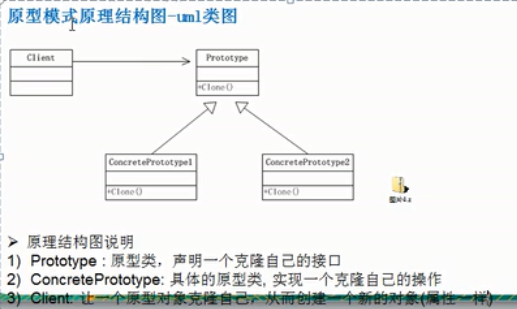 原型模式原理结构图-uml类图
Client
Prototype
+Clone()
ConcretePrototype1
ConcretePrototype2
+Clone()
+Clone()
➢ 原理结构图说明
1) Prototype : 原型类，声明一个克隆自己的接口
2) ConcretePrototype: 具体的原型类, 实现一个克隆自己的操作
3) Client: 让一个原型对象克隆自己，从而创建一个新的对象(属性一样)